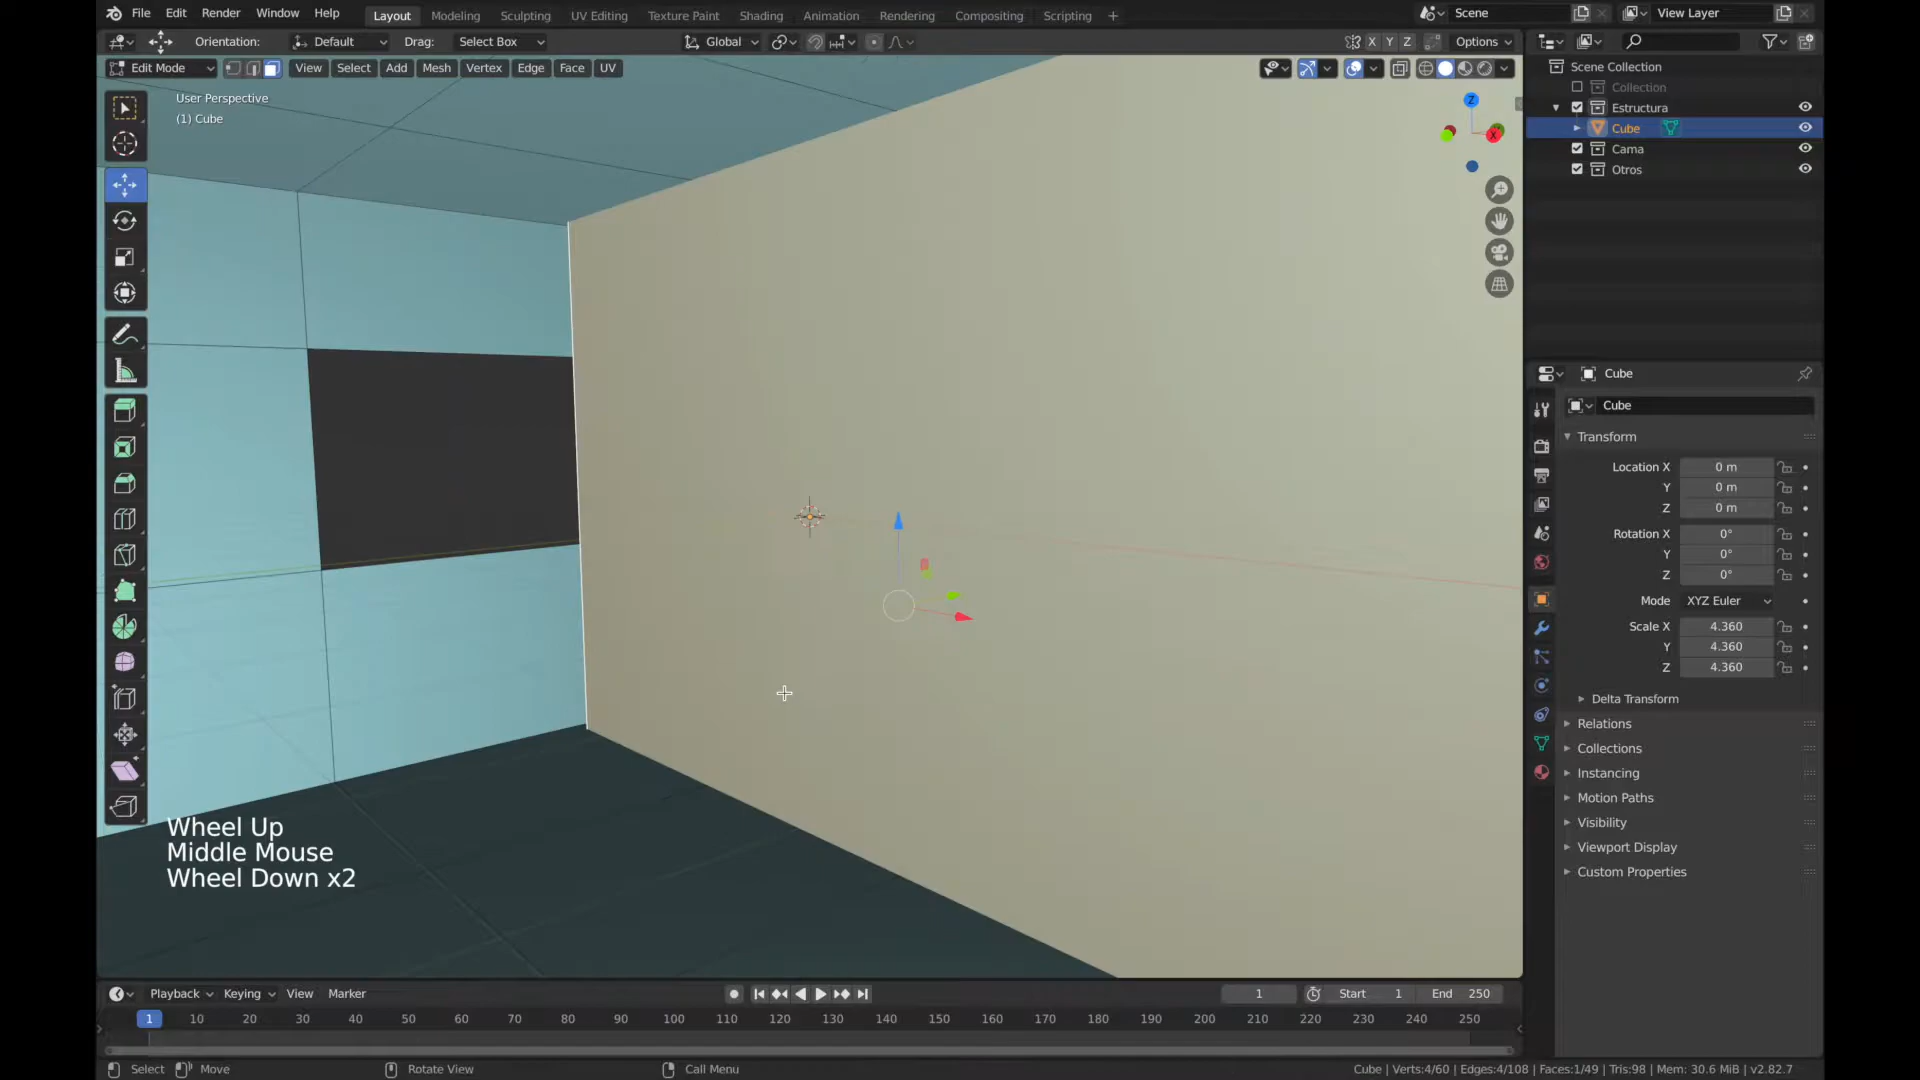 File Edit Render Window Help Layout Modeling Sculpting UV Editing Texture Paint Shading Animation Rendering Compositing Scripting + Scene View Layer
Orientation: Default Drag: Select Box Global X Y Z Options
Edit Mode View Select Add Mesh Vertex Edge Face UV
User Perspective
(1) Cube
Z
X
Scene Collection
Collection
Estructura
Cube
Cama
Otros
Cube
Cube
Transform
Location X 0 m
Y 0 m
Z 0 m
Rotation X 0°
Y 0°
Z 0°
Mode XYZ Euler
Scale X 4.360
Y 4.360
Z 4.360
Delta Transform
Relations
Collections
Instancing
Motion Paths
Visibility
Viewport Display
Custom Properties
Wheel Up
Middle Mouse
Wheel Down x2
Playback Keying View Marker 1 Start 1 End 250
1 10 20 30 40 50 60 70 80 90 100 110 120 130 140 150 160 170 180 190 200 210 220 230 240 250
Select Move Rotate View Call Menu Cube | Verts:4/60 | Edges:4/108 | Faces:1/49 | Tris:98 | Mem: 30.6 MiB | v2.82.7